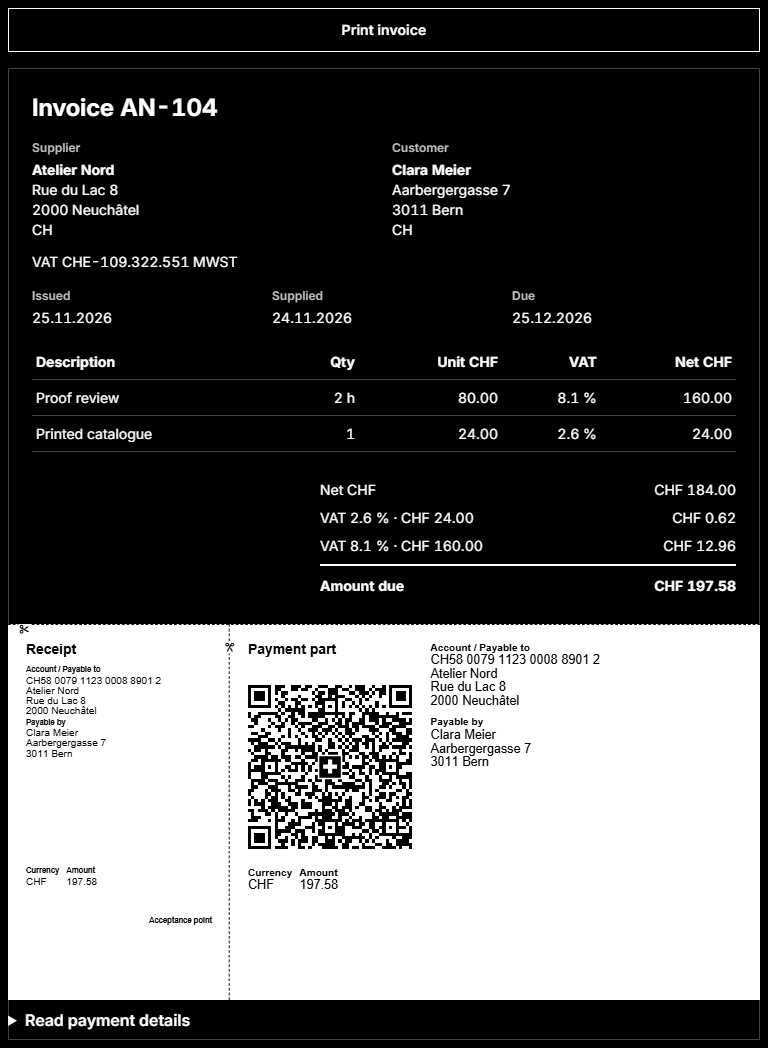 Print invoice
Invoice AN-104
Supplier
Atelier Nord
Rue du Lac 8
2000 Neuchâtel
CH
VAT CHE-109.322.551 MWST
Customer
Clara Meier
Aarbergergasse 7
3011 Bern
CH
Issued
25.11.2026
Supplied
24.11.2026
Due
25.12.2026
Description Qty Unit CHF VAT Net CHF
Proof review 2 h 80.00 8.1 % 160.00
Printed catalogue 1 24.00 2.6 % 24.00
Net CHF CHF 184.00
VAT 2.6 % · CHF 24.00 CHF 0.62
VAT 8.1 % · CHF 160.00 CHF 12.96
Amount due CHF 197.58
Receipt
Account / Payable to
CH58 0079 1123 0008 8901 2
Atelier Nord
Rue du Lac 8
2000 Neuchâtel
Payable by
Clara Meier
Aarbergergasse 7
3011 Bern
Currency Amount
CHF 197.58
Acceptance point
Payment part
Currency Amount
CHF 197.58
Account / Payable to
CH58 0079 1123 0008 8901 2
Atelier Nord
Rue du Lac 8
2000 Neuchâtel
Payable by
Clara Meier
Aarbergergasse 7
3011 Bern
Read payment details